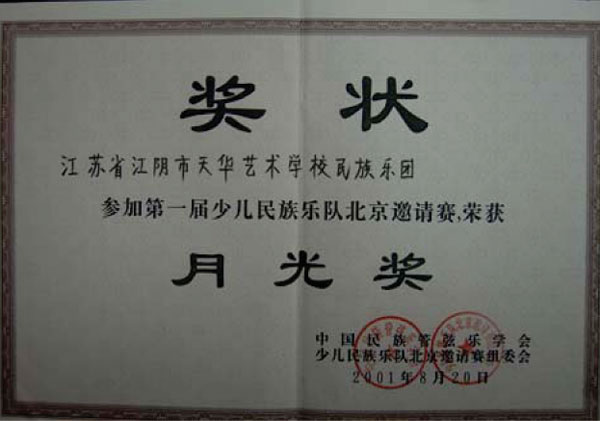 奖状
江苏省江阴市天华艺术学校民族乐团
参加第一届少儿民族乐队北京邀请赛,荣获
月光奖
中国民族管弦乐学会
少儿民族乐队北京邀请赛组委会
2001年8月20日